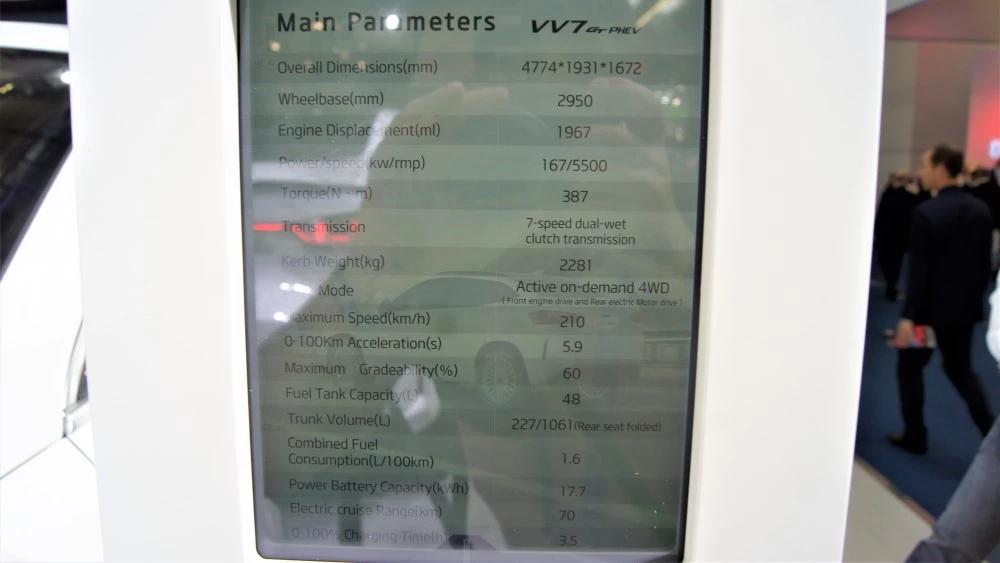 Main Parameters VV7 GT PHEV
Overall Dimensions(mm) 4774*1931*1672
Wheelbase(mm) 2950
Engine Displacement(ml) 1967
Power/speed(kw/rmp) 167/5500
Torque(N · m) 387
Transmission 7-speed dual-wet
clutch transmission
Kerb Weight(kg) 2281
Mode Active on-demand 4WD
( Front engine drive and Rear electric Motor drive )
Maximum Speed(km/h) 210
0-100Km Acceleration(s) 5.9
Maximum Gradeability(%) 60
Fuel Tank Capacity(L) 48
Trunk Volume(L) 227/1061(Rear seat folded)
Combined Fuel
Consumption(L/100km) 1.6
Power Battery Capacity(kWh) 17.7
Electric cruise Range(km) 70
0-100% Charging Time(h) 3.5